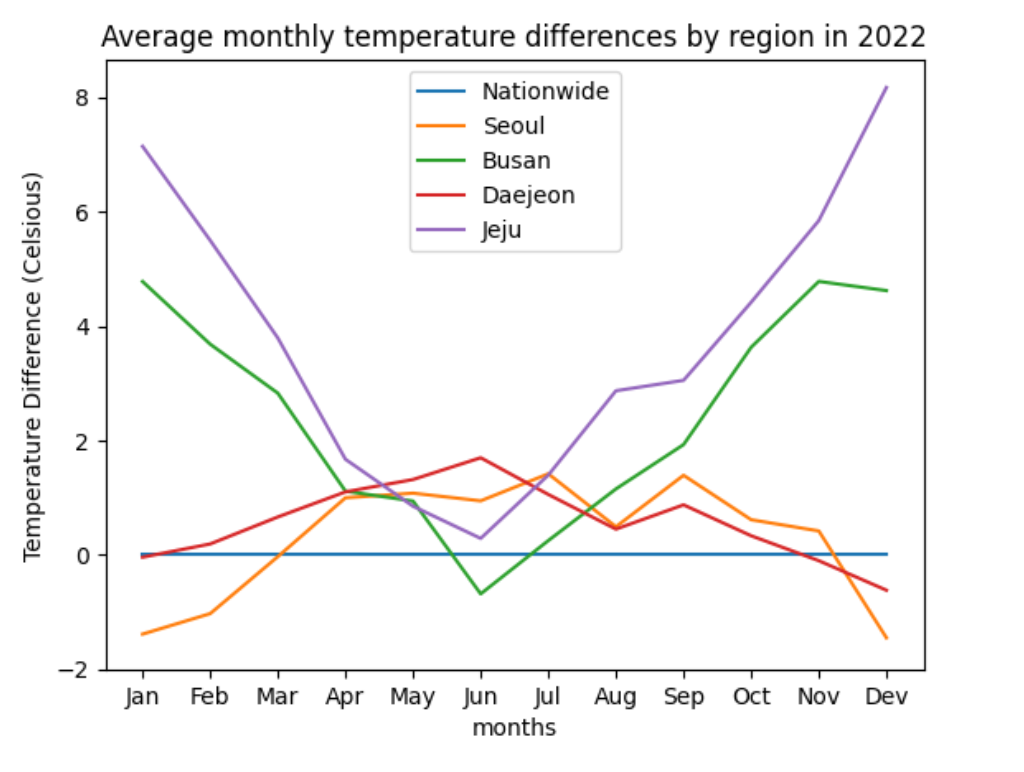 Average monthly temperature differences by region in 2022
Temperature Difference (Celsious)
8
6
4
2
0
−2
Nationwide
Seoul
Busan
Daejeon
Jeju
Jan Feb Mar Apr May Jun Jul Aug Sep Oct Nov Dev
months